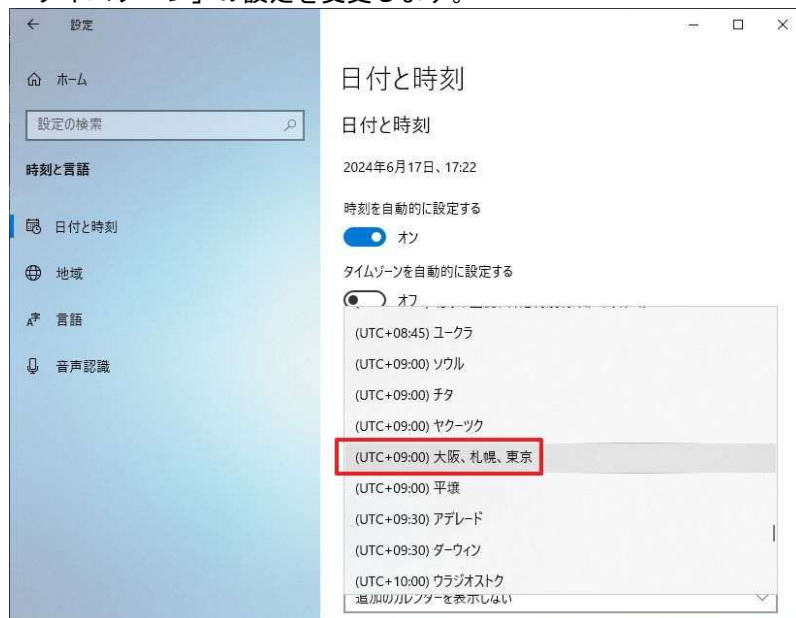 設定
ホーム
設定の検索
時刻と言語
日付と時刻
地域
言語
音声認識
日付と時刻
日付と時刻
2024年6月17日、17:22
時刻を自動的に設定する
オン
タイムゾーンを自動的に設定する
オフ
(UTC+08:45) ユークラ
(UTC+09:00) ソウル
(UTC+09:00) チタ
(UTC+09:00) ヤクーツク
(UTC+09:00) 大阪、札幌、東京
(UTC+09:00) 平壌
(UTC+09:30) アデレード
(UTC+09:30) ダーウィン
(UTC+10:00) ウラジオストク
追加のカレンダーを表示しない